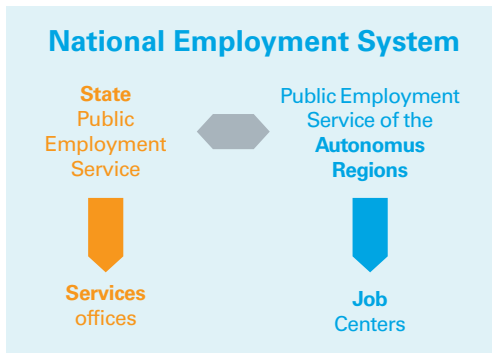 National Employment System
State
Public
Employment
Service
Public Employment
Service of the
Autonomus
Regions
Services
offices
Job
Centers